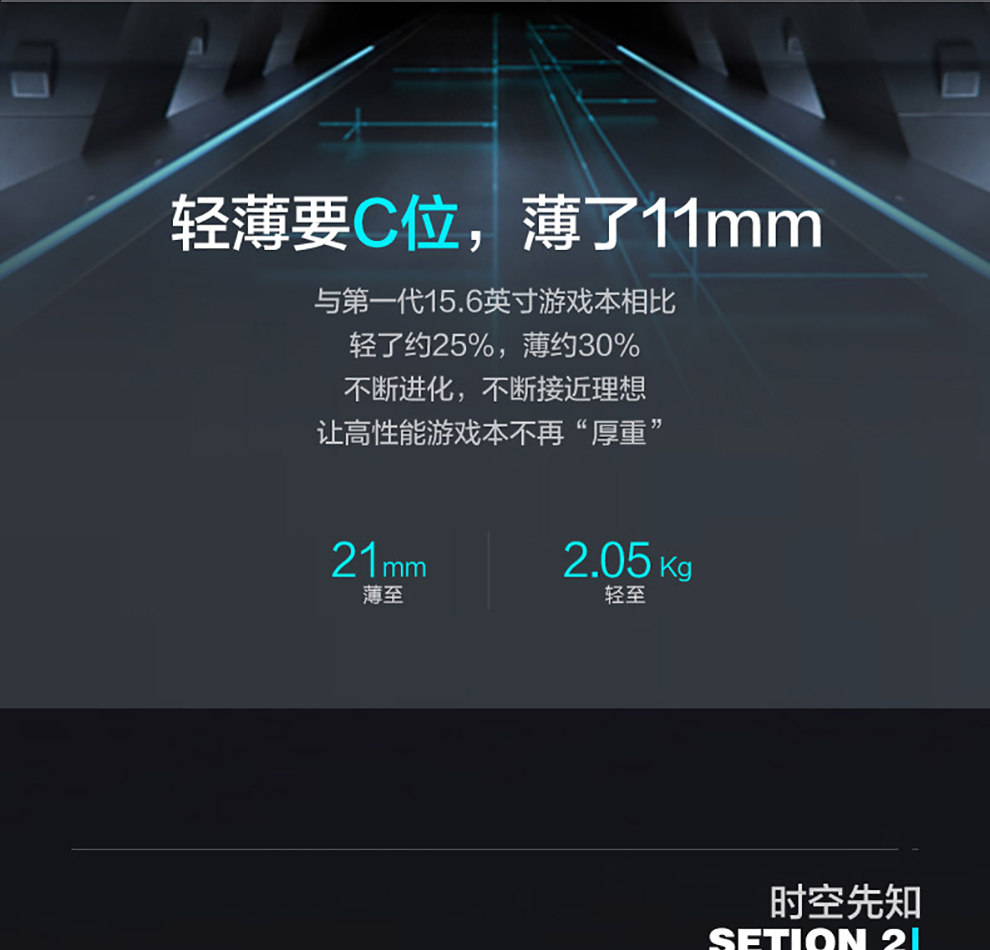 轻薄要C位，薄了11mm
与第一代15.6英寸游戏本相比
轻了约25%，薄约30%
不断进化，不断接近理想
让高性能游戏本不再“厚重”
21mm 2.05 Kg
薄至 轻至
时空先知
SETION 2